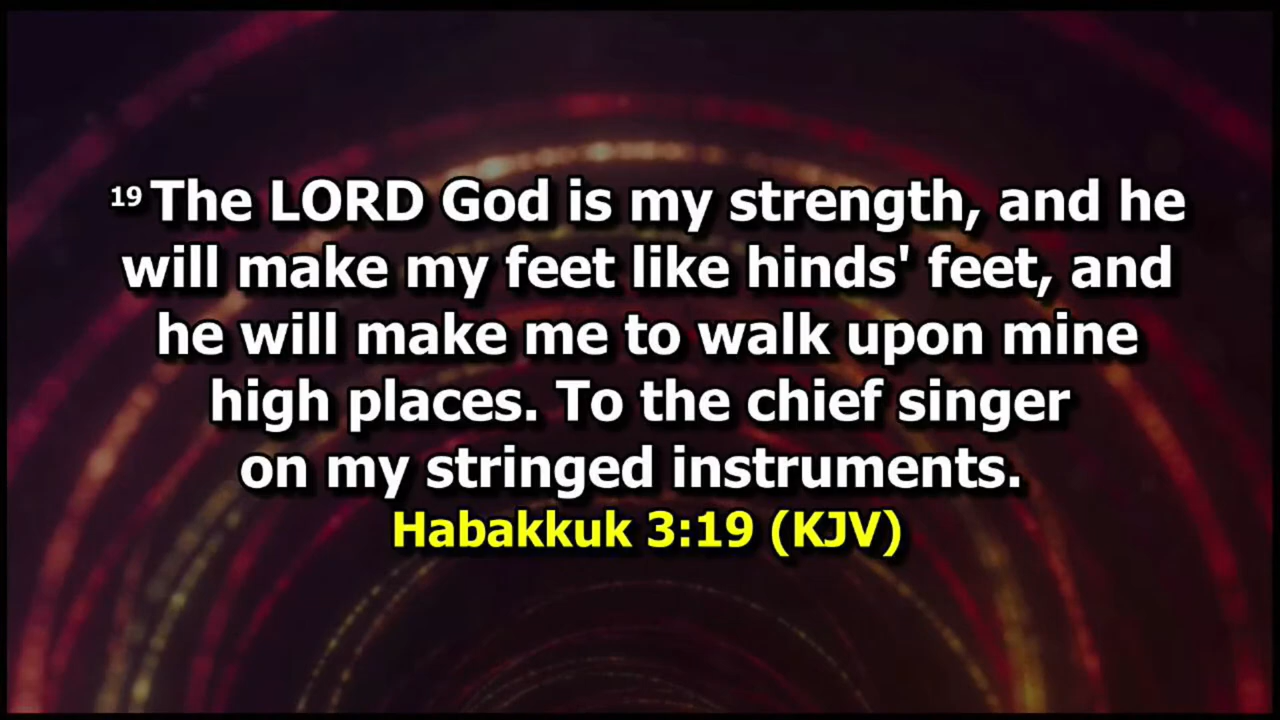 19 The LORD God is my strength, and he
will make my feet like hinds' feet, and
he will make me to walk upon mine
high places. To the chief singer
on my stringed instruments.
Habakkuk 3:19 (KJV)